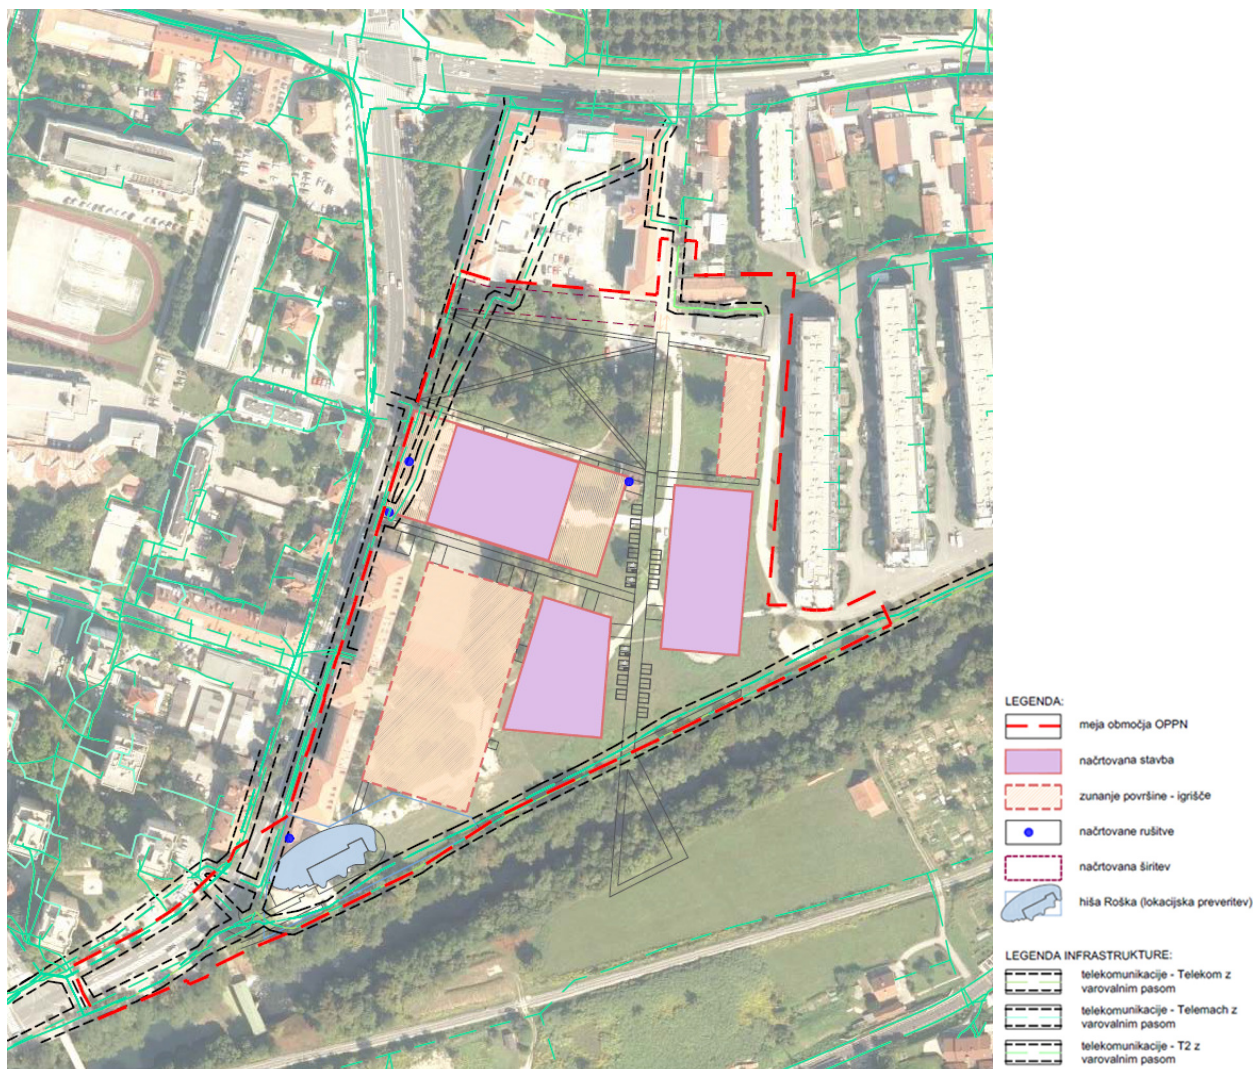 LEGENDA:
meja območja OPPN
načrtovana stavba
zunanje površine - igrišče
načrtovane rušitve
načrtovana širitev
hiša Roška (lokacijska preveritev)
LEGENDA INFRASTRUKTURE:
telekomunikacije - Telekom z
varovalnim pasom
telekomunikacije - Telemach z
varovalnim pasom
telekomunikacije - T2 z
varovalnim pasom